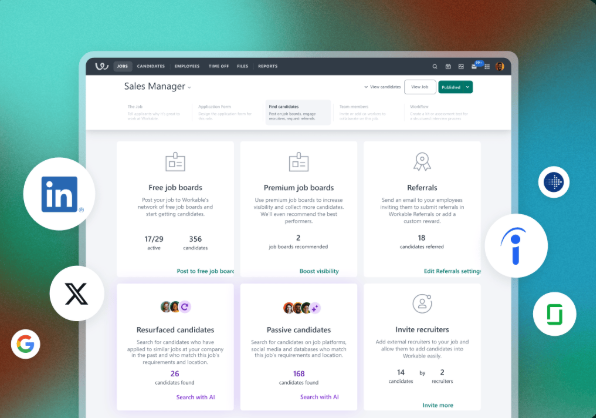 JOBS CANDIDATES EMPLOYEES TIME OFF FILES REPORTS
Sales Manager
View candidates View Job Published
Application form Find candidates Team members Workflow
Free job boards
Post your job to Workable's
network of free job boards and
start getting candidates.
17/29 356
active candidates
Post to free job board
Premium job boards
Use premium job boards to increase
visibility and collect more candidates.
We'll even recommend the best
performers.
2
job boards recommended
Boost visibility
Referrals
Send an email to your employees
inviting them to submit referrals in
Workable Referrals or add a
custom reward.
18
candidates referred
Edit Referrals settings
Resurfaced candidates
Search for candidates who have
applied to similar jobs at your company
in the past and who match this job's
requirements and location.
26
candidates found
Search with AI
Passive candidates
Search for candidates on job platforms,
social media and databases who match
this job's requirements and location.
168
candidates found
Search with AI
Invite recruiters
Add external recruiters to your job and
allow them to add candidates into
Workable easily.
14 by 2
candidates recruiters
Invite more
in
X
G